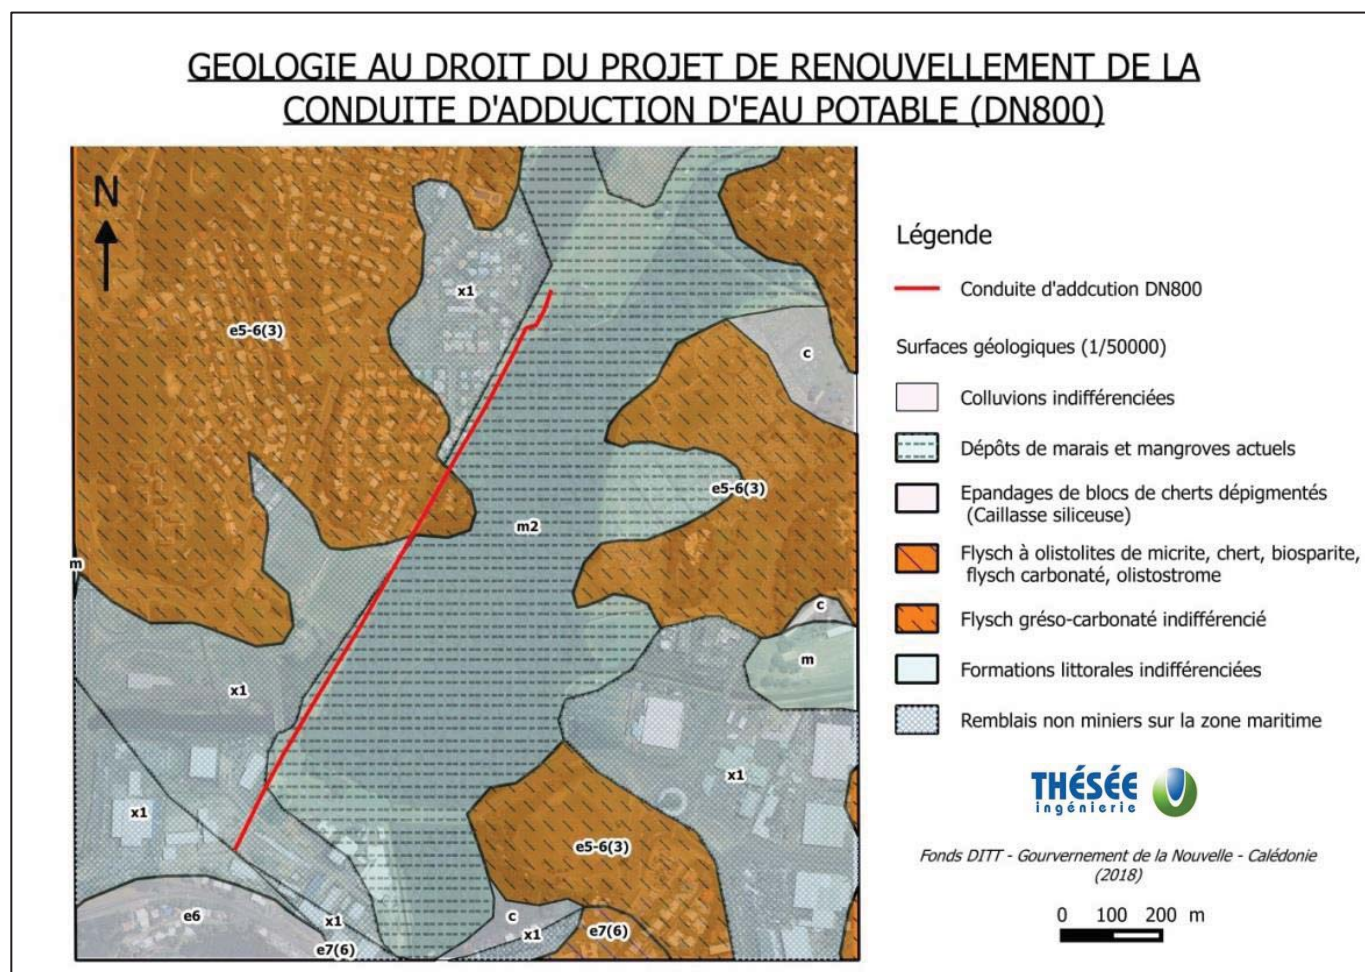 GEOLOGIE AU DROIT DU PROJET DE RENOUVELLEMENT DE LA
CONDUITE D'ADDUCTION D'EAU POTABLE (DN800)
N
x1
e5-6(3)
c
e5-6(3)
m2
m
c
m
x1
x1
x1
e5-6(3)
e6
x1
e7(6)
c
x1
e7(6)
Légende
Conduite d'addcution DN800
Surfaces géologiques (1/50000)
Colluvions indifférenciées
Dépôts de marais et mangroves actuels
Epandages de blocs de cherts dépigmentés
(Caillasse siliceuse)
Flysch à olistolites de micrite, chert, biosparite,
flysch carbonaté, olistostrome
Flysch gréso-carbonaté indifférencié
Formations littorales indifférenciées
Remblais non miniers sur la zone maritime
THÉSÉE
ingénierie
Fonds DITT - Gourvernement de la Nouvelle - Calédonie
(2018)
0 100 200 m